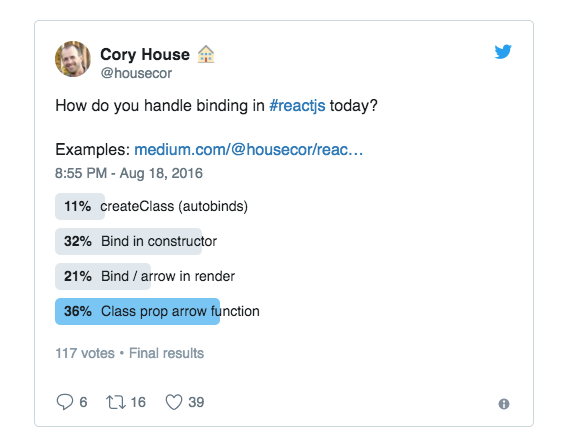 Cory House 🏠
@housecor
How do you handle binding in #reactjs today?
Examples: medium.com/@housecor/reac…
8:55 PM - Aug 18, 2016
11% createClass (autobinds)
32% Bind in constructor
21% Bind / arrow in render
36% Class prop arrow function
117 votes • Final results
6 16 39